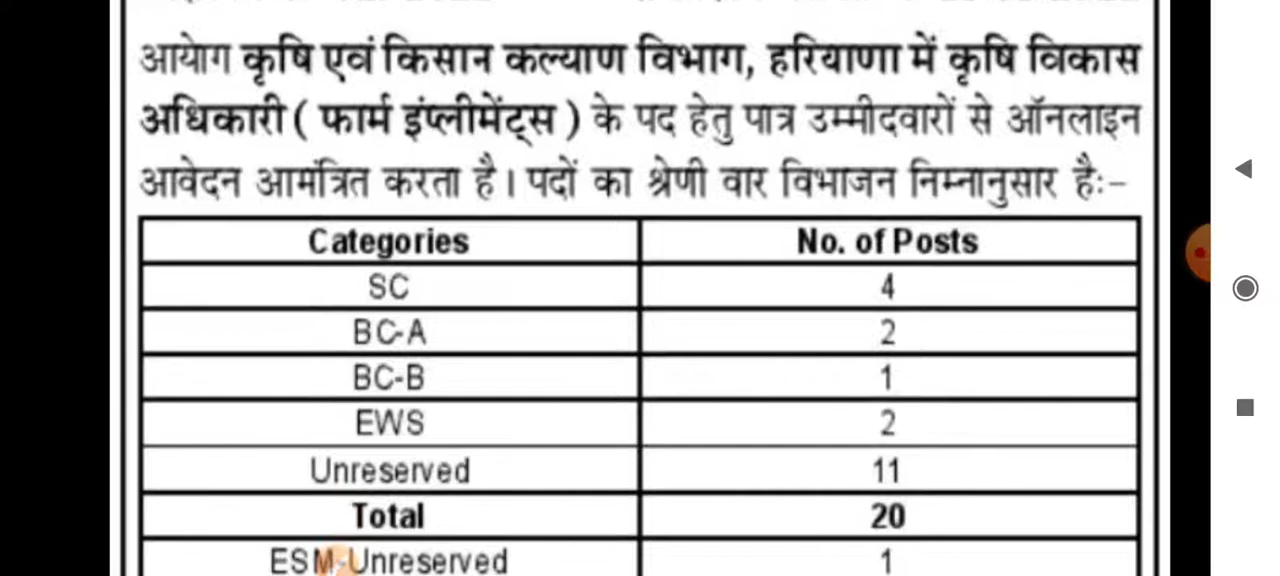 आयोग कृषि एवं किसान कल्याण विभाग, हरियाणा में कृषि विकास
अधिकारी ( फार्म इंप्लीमेंट्स ) के पद हेतु पात्र उम्मीदवारों से ऑनलाइन
आवेदन आमंत्रित करता है। पदों का श्रेणी वार विभाजन निम्नानुसार हैः-
Categories No. of Posts
SC 4
BC-A 2
BC-B 1
EWS 2
Unreserved 11
Total 20
ESM-Unreserved 1